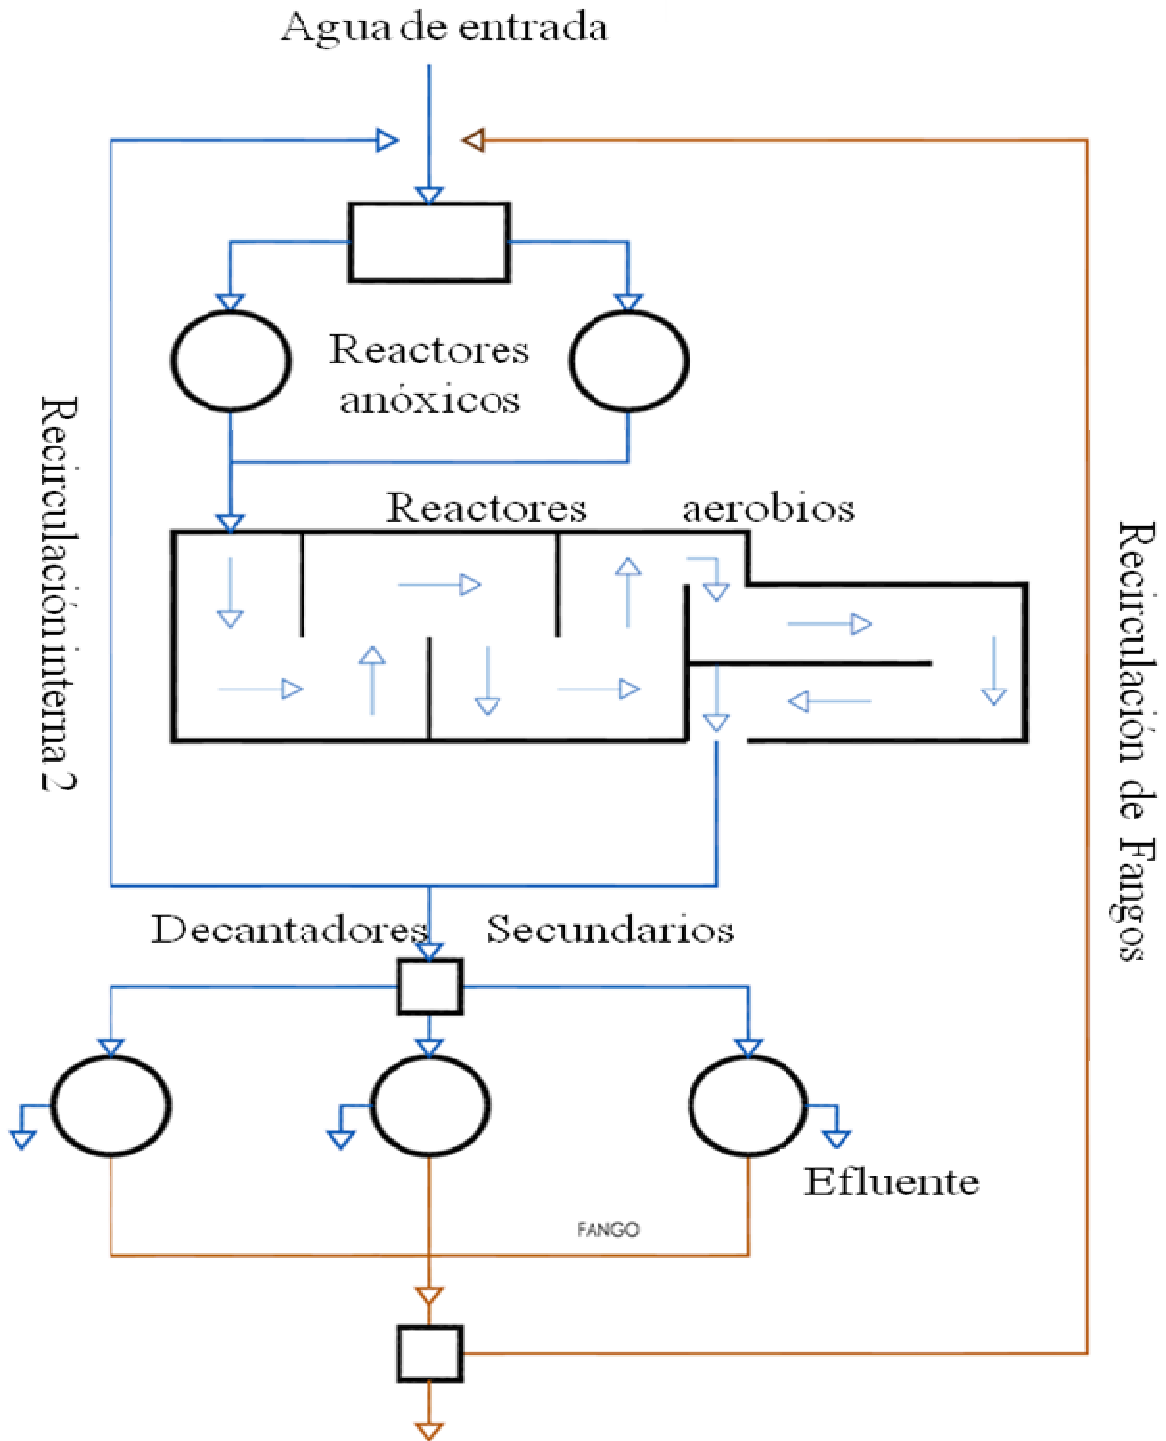 Agua de entrada
Reactores
anóxicos
Recirculación interna 2
Reactores aerobios
Recirculación de Fangos
Decantadores Secundarios
Efluente
FANGO